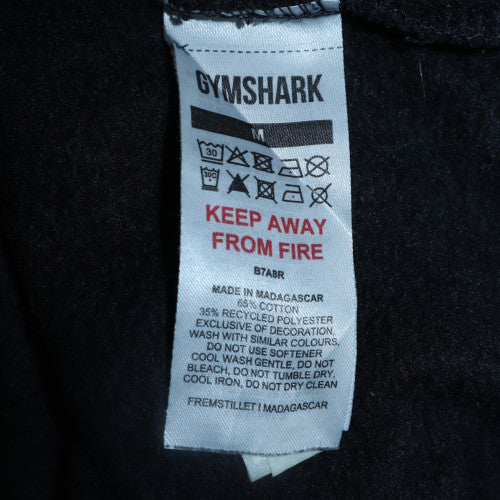 GYMSHARK
M
30
30
KEEP AWAY
FROM FIRE
B7A8R
MADE IN MADAGASCAR
65% COTTON
35% RECYCLED POLYESTER
EXCLUSIVE OF DECORATION.
WASH WITH SIMILAR COLOURS,
DO NOT USE SOFTENER
COOL WASH GENTLE, DO NOT
BLEACH, DO NOT TUMBLE DRY.
COOL IRON, DO NOT DRY CLEAN
FREMSTILLET I MADAGASCAR